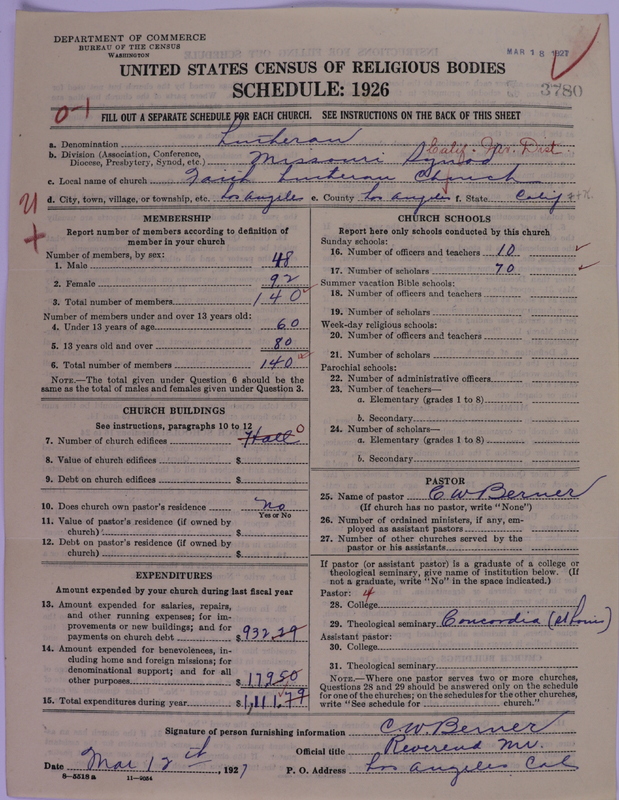 DEPARTMENT OF COMMERCE
BUREAU OF THE CENSUS
WASHINGTON
MAR 18 1927
UNITED STATES CENSUS OF RELIGIOUS BODIES
SCHEDULE: 1926
3780
0-1
FILL OUT A SEPARATE SCHEDULE FOR EACH CHURCH. SEE INSTRUCTIONS ON THE BACK OF THIS SHEET
a. Denomination Lutheran
b. Division (Association, Conference, Diocese, Presbytery, Synod, etc.) Missouri Synod Calif. Nev. Dist.
c. Local name of church Faith Lutheran Church
d. City, town, village, or township, etc. Los Angeles e. County Los Angeles f. State Calif
MEMBERSHIP
Report number of members according to definition of
member in your church
Number of members, by sex:
1. Male 48
2. Female 92
3. Total number of members 140
Number of members under and over 13 years old:
4. Under 13 years of age 60
5. 13 years old and over 80
6. Total number of members 140
NOTE.—The total given under Question 6 should be
same as the total of males and females given under Question 3.
CHURCH BUILDINGS
See instructions, paragraphs 10 to 12
7. Number of church edifices Hall 0
8. Value of church edifices $
9. Debt on church edifices $
10. Does church own pastor's residence no
Yes or No
11. Value of pastor's residence (if owned by
church) $
12. Debt on pastor's residence (if owned by
church) $
EXPENDITURES
Amount expended by your church during last fiscal year
13. Amount expended for salaries, repairs,
and other running expenses; for im-
provements or new buildings; and for
payments on church debt $932.29
14. Amount expended for benevolences, in-
cluding home and foreign missions; for
denominational support; and for all
other purposes $179.50
15. Total expenditures during year $1,111.79
CHURCH SCHOOLS
Report here only schools conducted by this church
Sunday schools:
16. Number of officers and teachers 10
17. Number of scholars 70
Summer vacation Bible schools:
18. Number of officers and teachers
19. Number of scholars
Week-day religious schools:
20. Number of officers and teachers
21. Number of scholars
Parochial schools:
22. Number of administrative officers
23. Number of teachers—
a. Elementary (grades 1 to 8)
b. Secondary
24. Number of scholars—
a. Elementary (grades 1 to 8)
b. Secondary
PASTOR
25. Name of pastor C W Berner
(If church has no pastor, write "None")
26. Number of ordained ministers, if any, em-
ployed as assistant pastors
27. Number of other churches served by the
pastor or his assistants
If pastor (or assistant pastor) is a graduate of a college or
theological seminary, give name of institution below. (If
not a graduate, write "No" in the space indicated.)
Pastor: 4
28. College
29. Theological seminary Concordia (St Louis)
Assistant pastor:
30. College
31. Theological seminary
NOTE.—Where one pastor serves two or more churches,
Questions 28 and 29 should be answered only on the schedule
for one of the churches; on the schedules for the other churches,
write "See schedule for church."
Signature of person furnishing information C. W. Berner
Official title Reverend Mr.
Date Mar 12th, 1927 P. O. Address Los Angeles Cal
8—5518a 11—9054